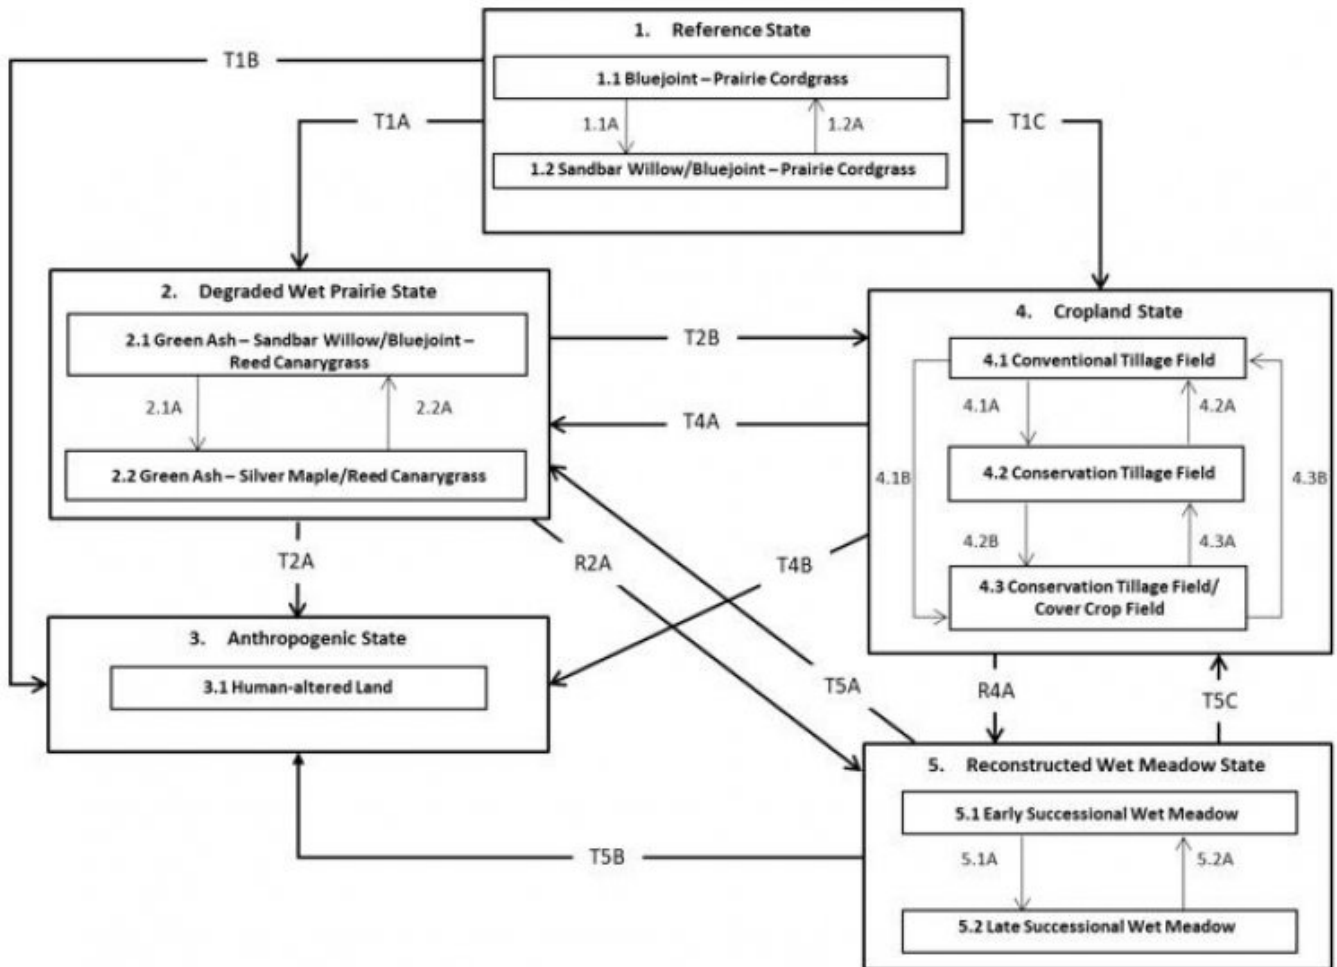 1. Reference State
T1B
1.1 Bluejoint – Prairie Cordgrass
T1A
1.1A
1.2A
T1C
1.2 Sandbar Willow/Bluejoint – Prairie Cordgrass
2. Degraded Wet Prairie State
2.1 Green Ash – Sandbar Willow/Bluejoint –
Reed Canarygrass
2.1A
2.2A
2.2 Green Ash – Silver Maple/Reed Canarygrass
T2B
T4A
4. Cropland State
4.1 Conventional Tillage Field
4.1A
4.2A
4.2 Conservation Tillage Field
4.1B
4.3B
4.2B
4.3A
4.3 Conservation Tillage Field/
Cover Crop Field
T2A
R2A
T4B
3. Anthropogenic State
3.1 Human-altered Land
T5A
R4A
T5C
5. Reconstructed Wet Meadow State
5.1 Early Successional Wet Meadow
5.1A
5.2A
5.2 Late Successional Wet Meadow
T5B